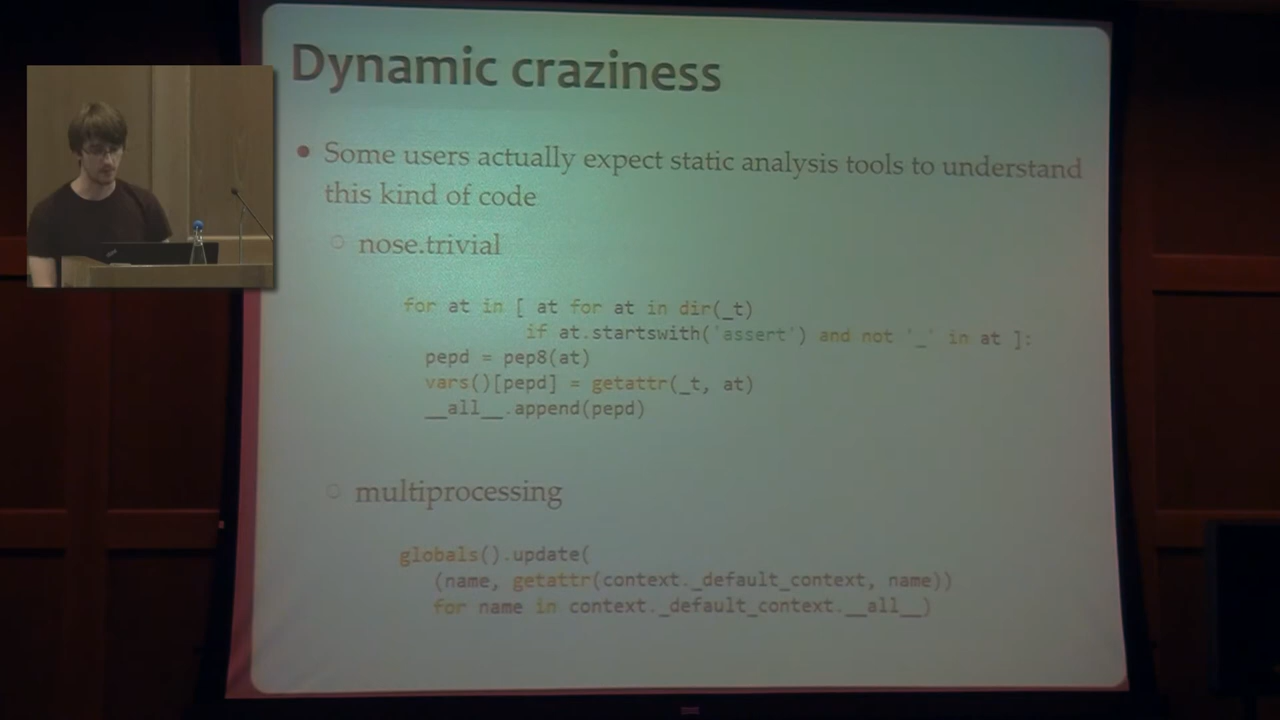 Dynamic craziness
• Some users actually expect static analysis tools to understand
this kind of code
○ nose.trivial
for at in [ at for at in dir(_t)
if at.startswith('assert') and not '_' in at ]:
pepd = pep8(at)
vars()[pepd] = getattr(_t, at)
__all__.append(pepd)
○ multiprocessing
globals().update(
(name, getattr(context._default_context, name))
for name in context._default_context.__all__)